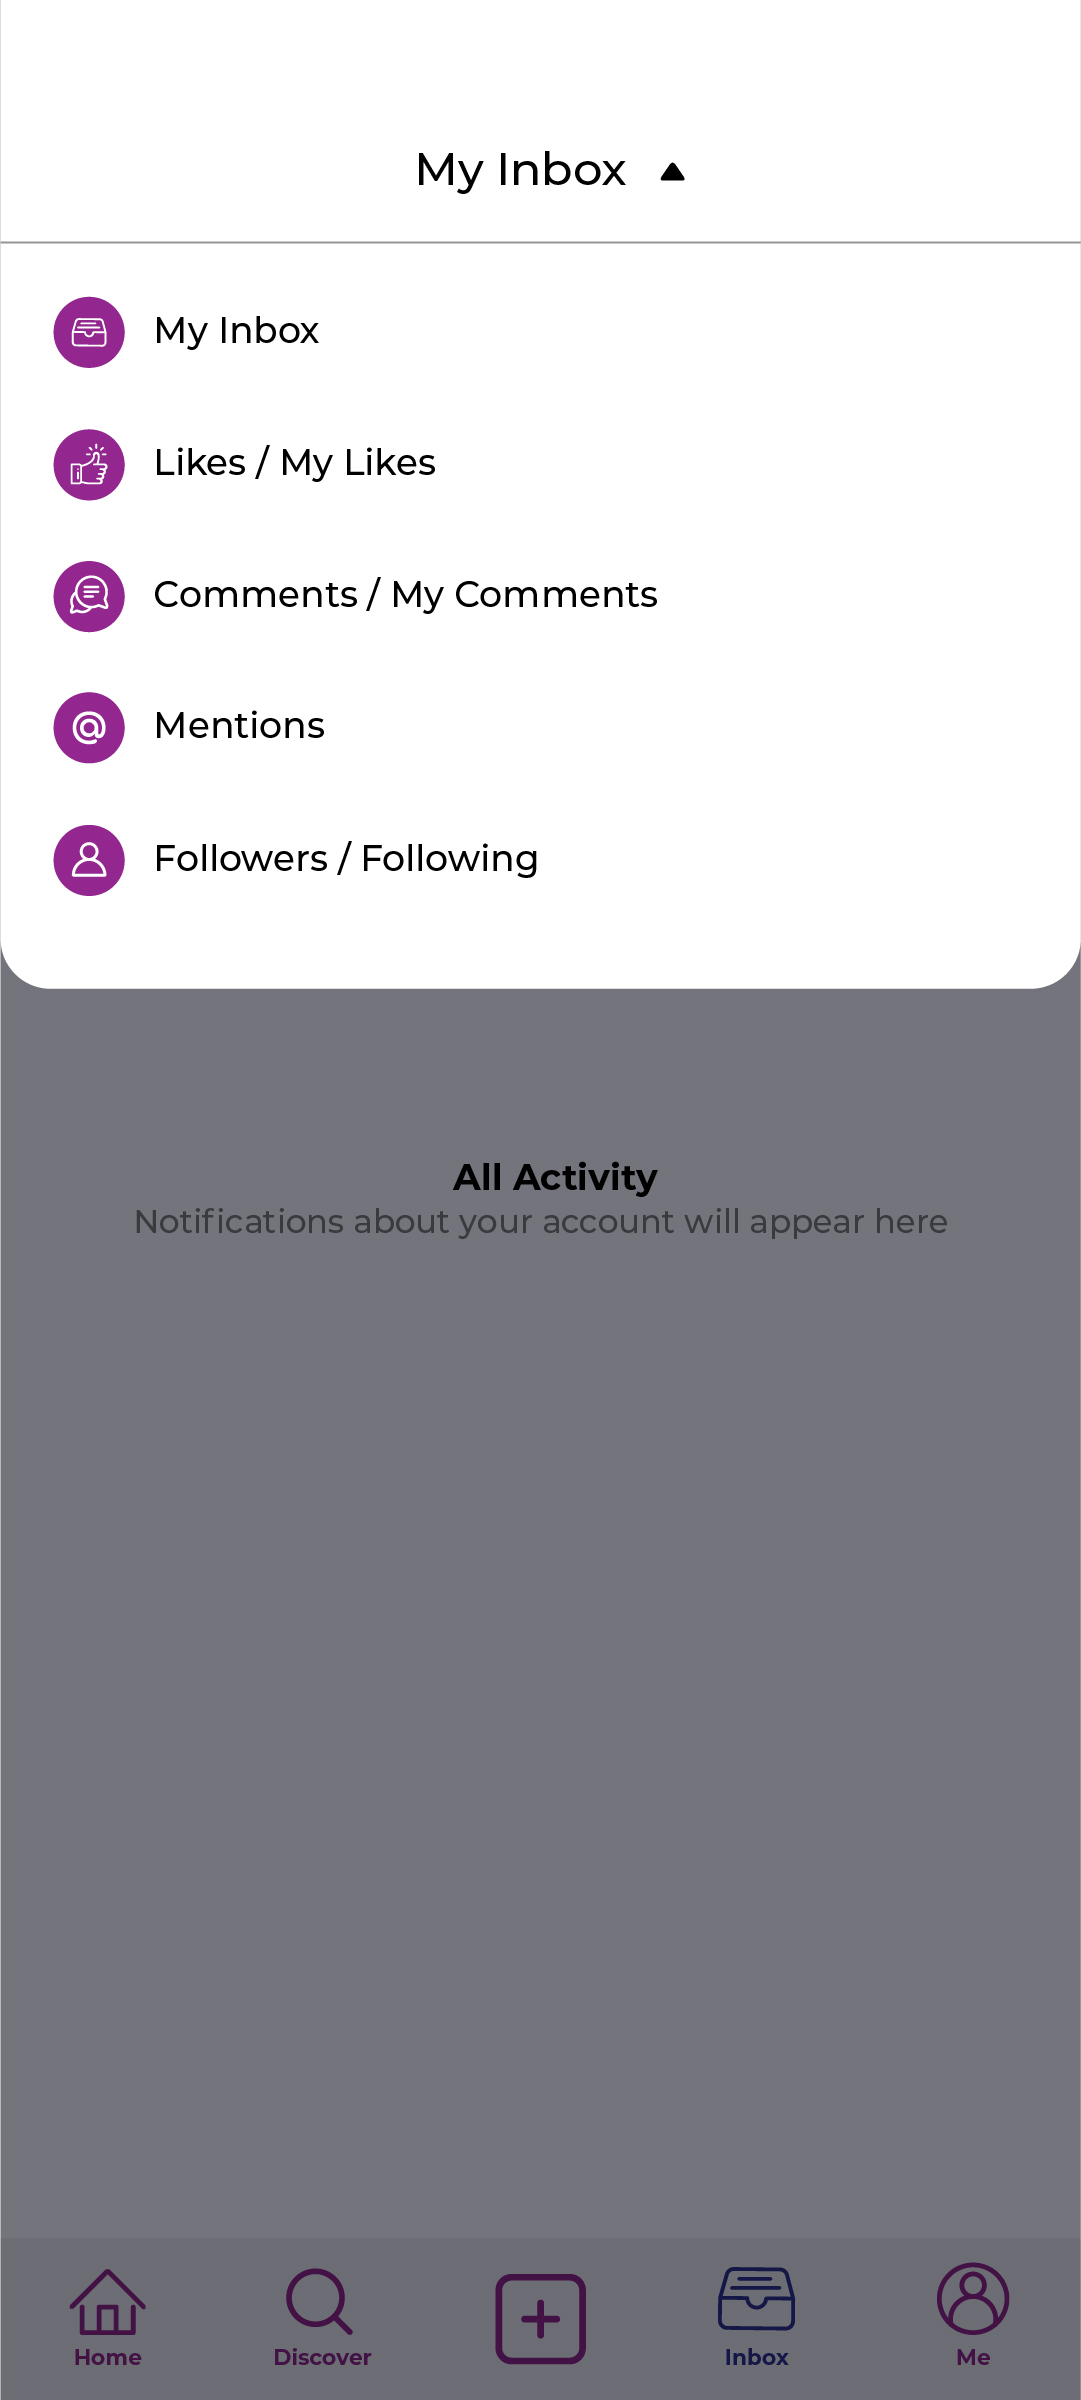 My Inbox
My Inbox
Likes / My Likes
Comments / My Comments
Mentions
Followers / Following
All Activity
Notifications about your account will appear here
Home
Discover
Inbox
Me